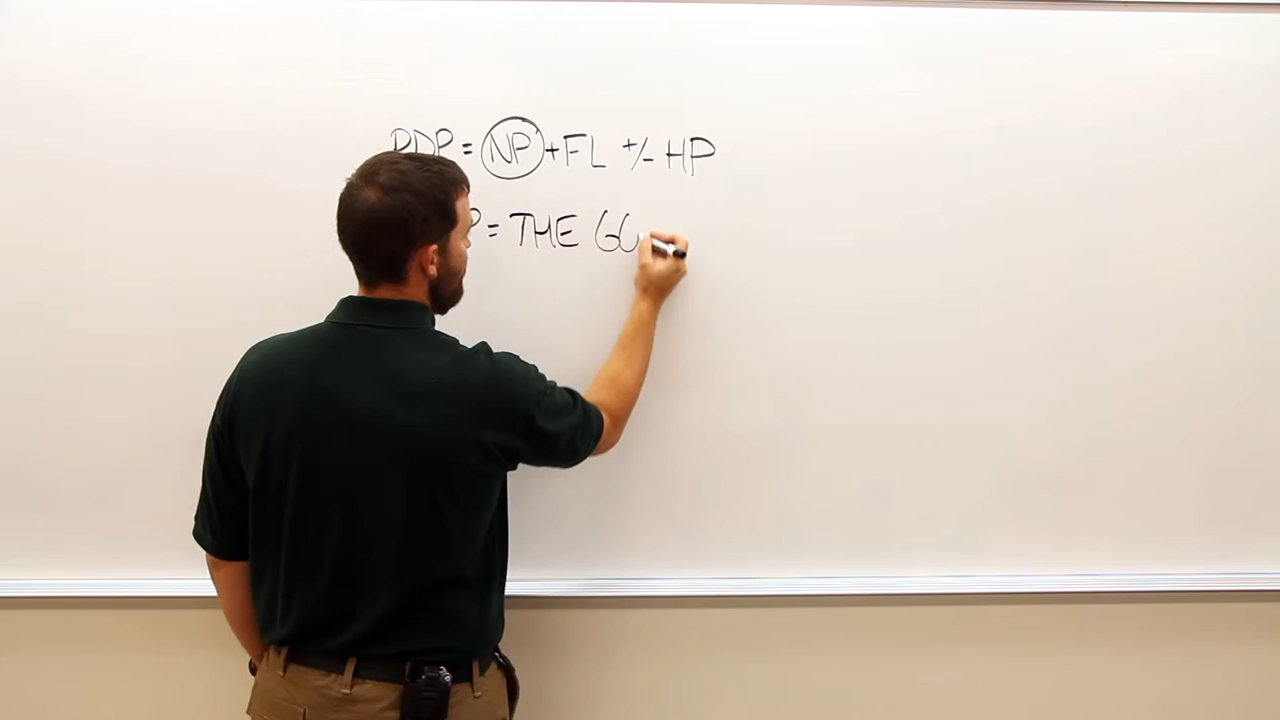 PDP = NP + FL +/- HP
= THE